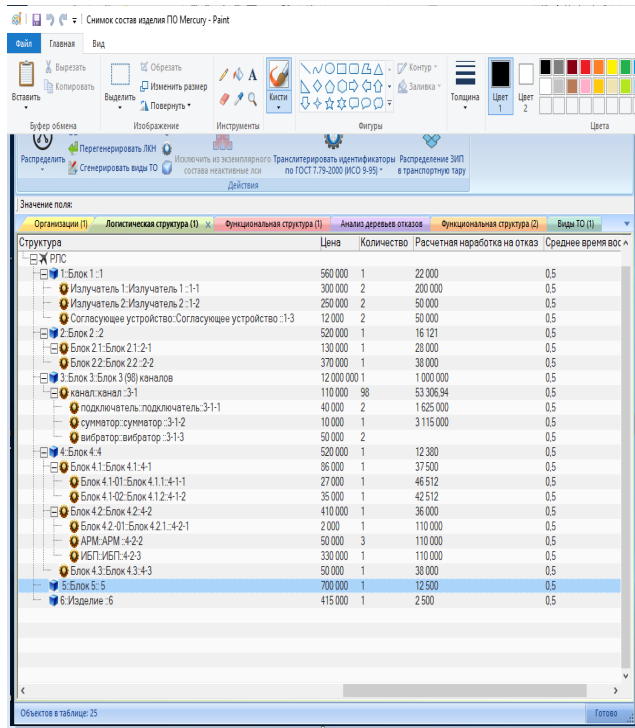 Снимок состав изделия ПО Mercury - Paint
Файл Главная Вид
Вставить
Вырезать
Копировать
Буфер обмена
Выделить
Обрезать
Изменить размер
Повернуть
Изображение
A
Инструменты
Кисти
Контур
Заливка
Фигуры
Толщина
Цвет 1
Цвет 2
Цвета
Распределить
Перегенерировать ЛКН
Сгенерировать виды ТО
Исключить из экземплярного состава неактивные лси
Транслитерировать идентификаторы по ГОСТ 7.79-2000 (ИСО 9-95)
Распределение ЗИП в транспортную тару
Действия
Значение поля:
Организации (1) Логистическая структура (1) x Функциональная структура (1) Анализ деревьев отказов Функциональная структура (2) Виды ТО (1)
Структура Цена Количество Расчетная наработка на отказ Среднее время вос
РЛС
1::Блок 1 ::1 560 000 1 22 000 0,5
Излучатель 1::Излучатель 1 ::1-1 300 000 2 200 000 0,5
Излучатель 2::Излучатель 2 ::1-2 250 000 2 50 000 0,5
Согласующее устройство::Согласующее устройство ::1-3 12 000 2 50 000 0,5
2::Блок 2 ::2 520 000 1 16 121 0,5
Блок 2.1::Блок 2.1::2-1 130 000 1 28 000 0,5
Блок 2.2::Блок 2.2 ::2-2 370 000 1 38 000 0,5
3::Блок 3::Блок 3 (98) каналов 12 000 000 1 1 000 000 0,5
канал::канал ::3-1 110 000 98 53 306,94 0,5
подключатель::подключатель::3-1-1 40 000 2 1 625 000 0,5
сумматор::сумматор ::3-1-2 10 000 1 3 115 000 0,5
вибратор::вибратор ::3-1-3 50 000 2 0,5
4::Блок 4::4 520 000 1 12 380 0,5
Блок 4.1::Блок 4.1::4-1 86 000 1 37 500 0,5
Блок 4.1-01::Блок 4.1.1::4-1-1 27 000 1 46 512 0,5
Блок 4.1-02::Блок 4.1.2::4-1-2 35 000 1 42 512 0,5
Блок 4.2::Блок 4.2::4-2 410 000 1 36 000 0,5
Блок 4.2.-01::Блок 4.2.1.::4-2-1 2 000 1 110 000 0,5
АРМ::АРМ ::4-2-2 50 000 3 110 000 0,5
ИБП::ИБП::4-2-3 330 000 1 110 000 0,5
Блок 4.3::Блок 4.3::4-3 50 000 1 38 000 0,5
5::Блок 5:: 5 700 000 1 12 500 0,5
6::Изделие ::6 415 000 1 2 500 0,5
Объектов в таблице: 25 Готово